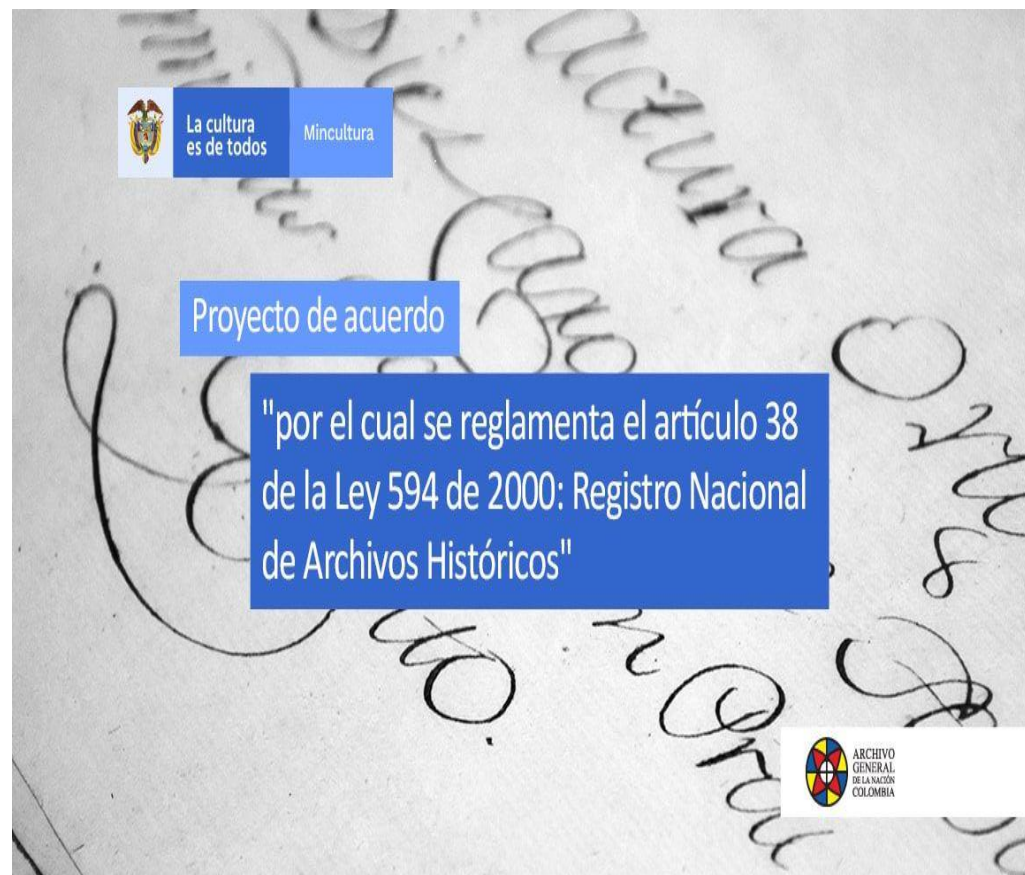 La cultura
es de todos
Mincultura
Proyecto de acuerdo
"por el cual se reglamenta el artículo 38
de la Ley 594 de 2000: Registro Nacional
de Archivos Históricos"
ARCHIVO
GENERAL
DE LA NACIÓN
COLOMBIA